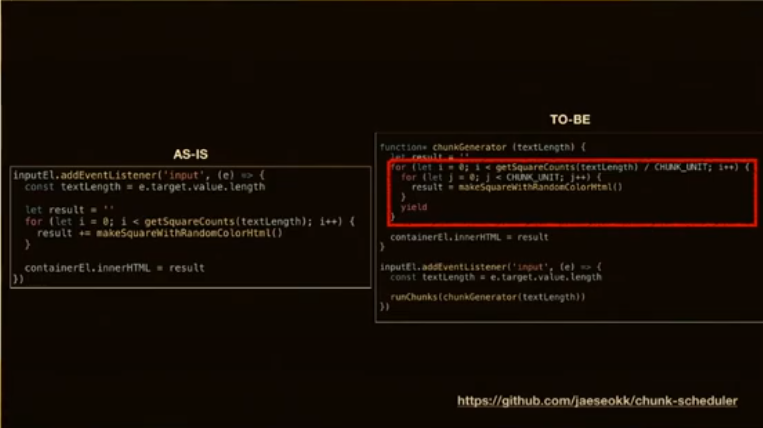 AS-IS
inputEl.addEventListener('input', (e) => {
const textLength = e.target.value.length
let result = ''
for (let i = 0; i < getSquareCounts(textLength); i++) {
result += makeSquareWithRandomColorHtml()
}
containerEl.innerHTML = result
})
TO-BE
function* chunkGenerator (textLength) {
let result = ''
for (let i = 0; i < getSquareCounts(textLength) / CHUNK_UNIT; i++) {
for (let j = 0; j < CHUNK_UNIT; j++) {
result = makeSquareWithRandomColorHtml()
}
yield
}
containerEl.innerHTML = result
}
inputEl.addEventListener('input', (e) => {
const textLength = e.target.value.length
runChunks(chunkGenerator(textLength))
})
https://github.com/jaeseokk/chunk-scheduler